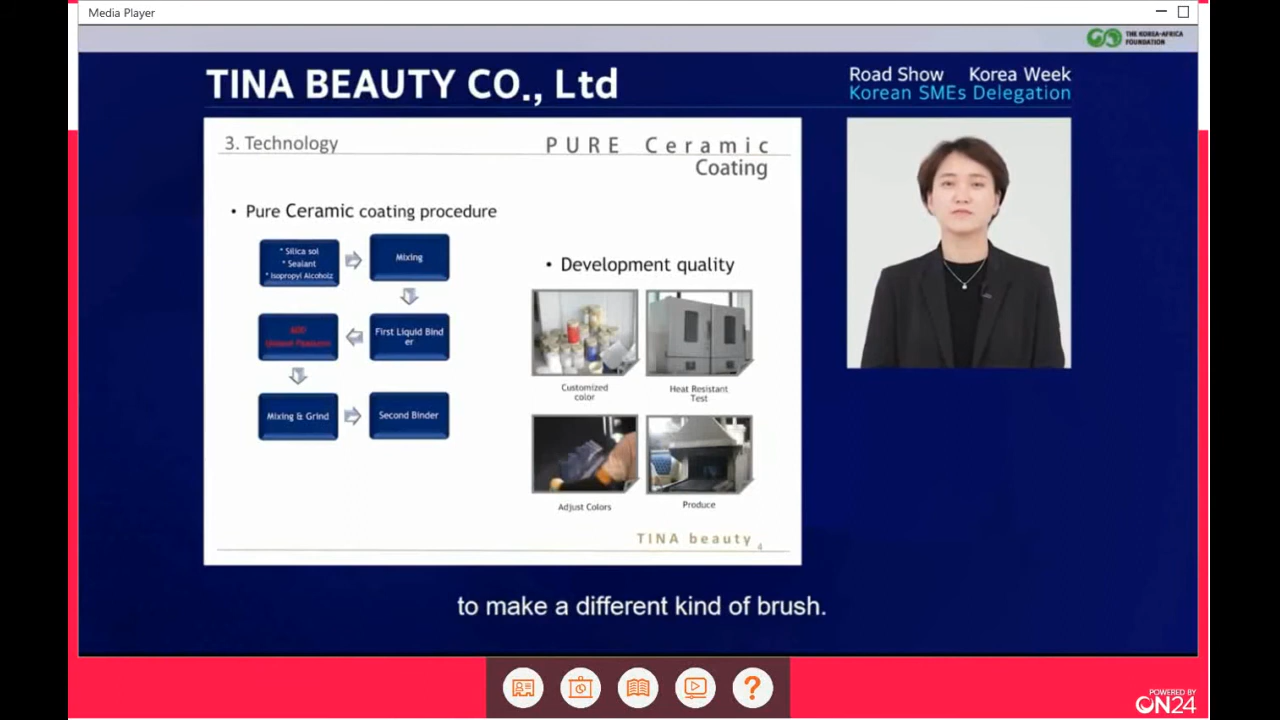 Media Player
THE KOREA-AFRICA
FOUNDATION
TINA BEAUTY CO., Ltd
Road Show Korea Week
Korean SMEs Delegation
3. Technology
PURE Ceramic
Coating
• Pure Ceramic coating procedure
* Silica sol
* Sealant
* Isopropyl Alcoholz
Mixing
• Development quality
First Liquid Bind
er
Mixing & Grind
Second Binder
Customized
color
Heat Resistant
Test
Adjust Colors
Produce
TINA beauty
4
to make a different kind of brush.
?
POWERED BY
ON24